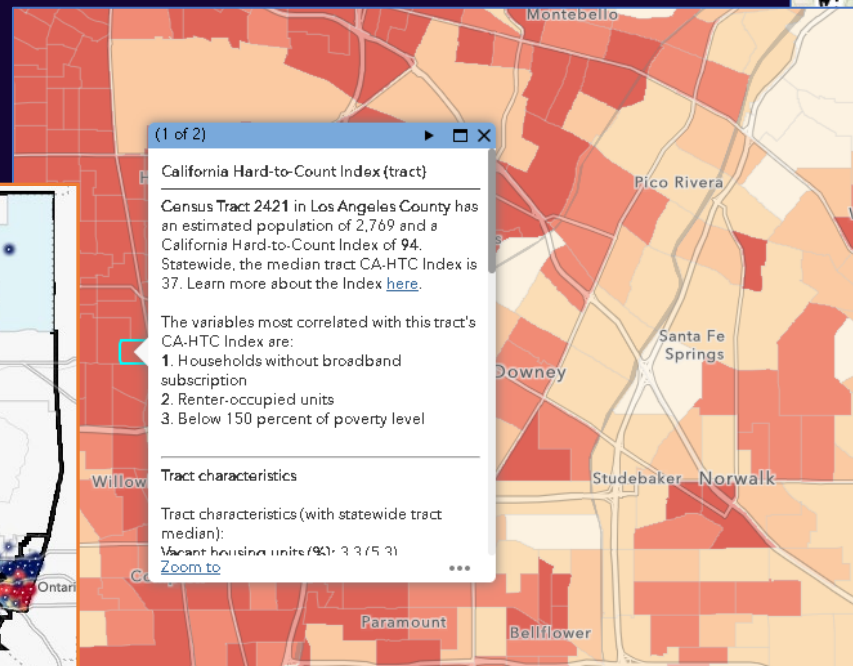 Montebello
(1 of 2)
California Hard-to-Count Index (tract)
Census Tract 2421 in Los Angeles County has
an estimated population of 2,769 and a
California Hard-to-Count Index of 94.
Statewide, the median tract CA-HTC Index is
37. Learn more about the Index here.
The variables most correlated with this tract's
CA-HTC Index are:
1. Households without broadband
subscription
2. Renter-occupied units
3. Below 150 percent of poverty level
Tract characteristics
Tract characteristics (with statewide tract
median):
Vacant housing units (%): 3.3 (5.3)
Zoom to
Pico Rivera
Santa Fe
Springs
Downey
Willow
Studebaker
Norwalk
Ontari
Paramount
Bellflower